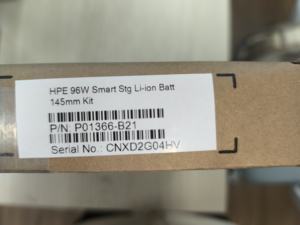 HPE 96W Smart Stg Li-ion Batt
145mm Kit
P/N: P01366-B21
Serial No.: CNXD2G04HV